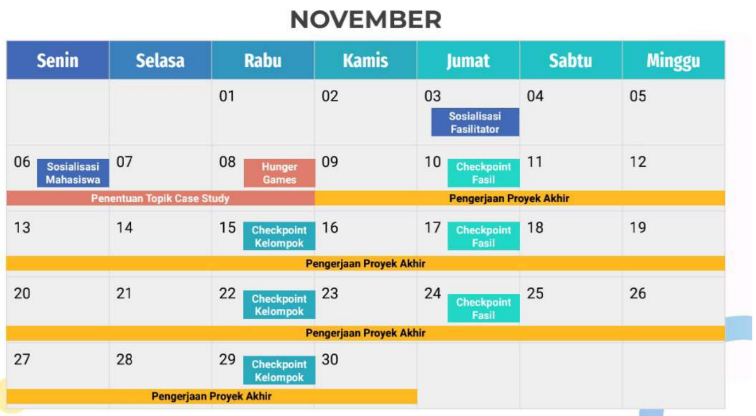 NOVEMBER
Senin Selasa Rabu Kamis Jumat Sabtu Minggu
01 02 03 04 05
Sosialisasi
Fasilitator
06 Sosialisasi
Mahasiswa
07 08 Hunger
Games
09 10 Checkpoint
Fasil
11 12
Penentuan Topik Case Study Pengerjaan Proyek Akhir
13 14 15 Checkpoint
Kelompok
16 17 Checkpoint
Fasil
18 19
Pengerjaan Proyek Akhir
20 21 22 Checkpoint
Kelompok
23 24 Checkpoint
Fasil
25 26
Pengerjaan Proyek Akhir
27 28 29 Checkpoint
Kelompok
30
Pengerjaan Proyek Akhir